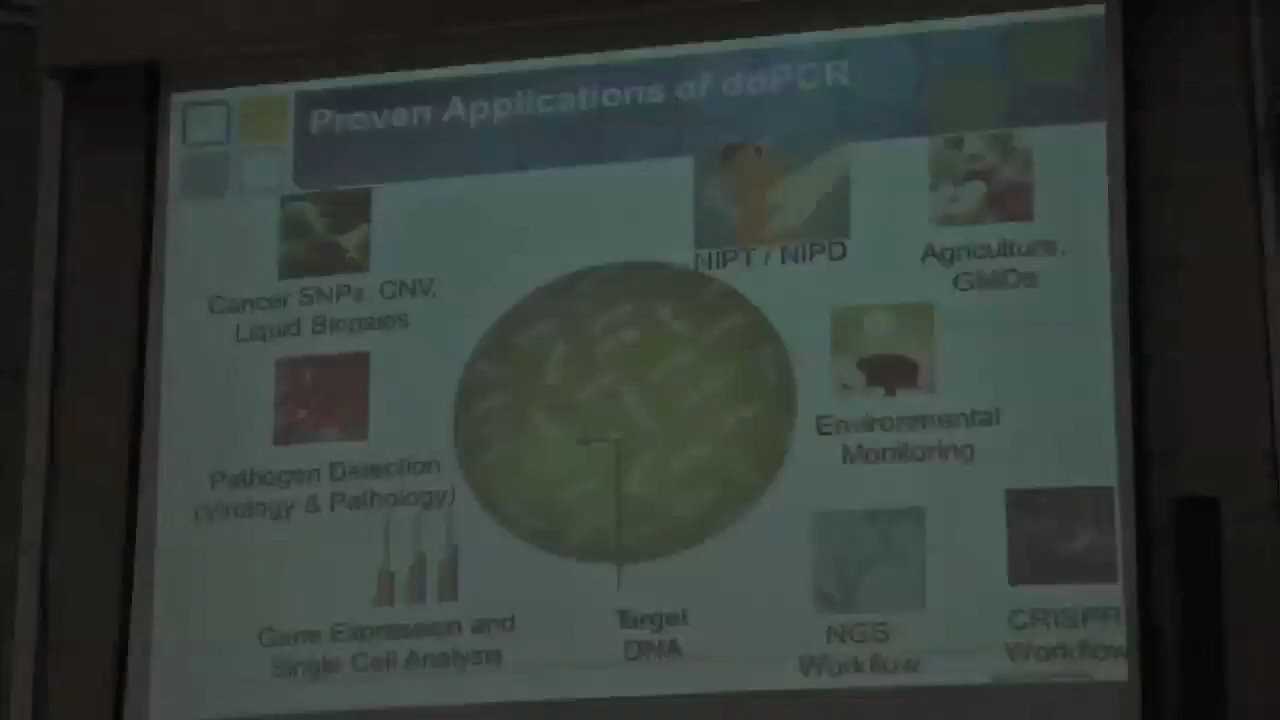 Proven Applications of ddPCR
NIPT / NIPD
Agriculture,
GMOs
Cancer SNPs, CNV,
Liquid Biopsies
Environmental
Monitoring
Pathogen Detection
(Virology & Pathology)
Gene Expression and
Single Cell Analysis
Target
DNA
NGS
Workflow
CRISPR
Workflow